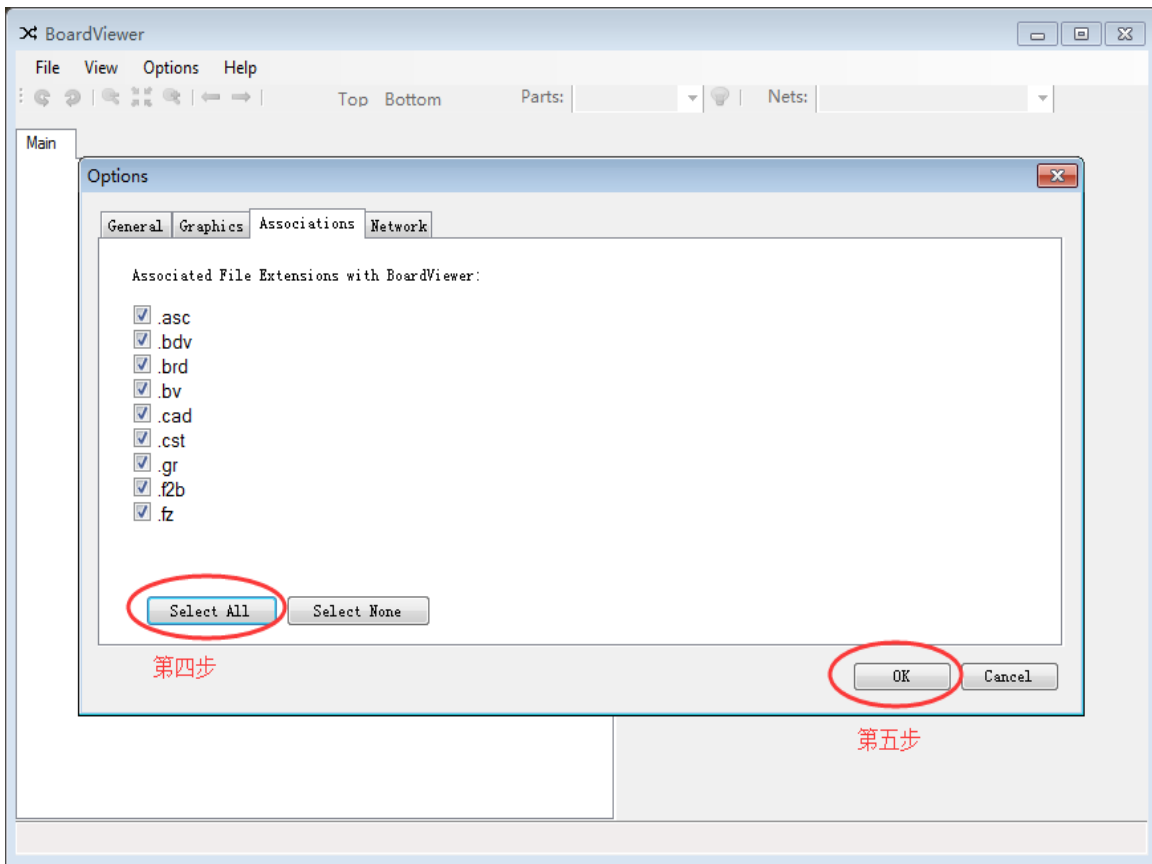 BoardViewer
File View Options Help
Top Bottom Parts: Nets:
Main
Options
General Graphics Associations Network
Associated File Extensions with BoardViewer:
.asc
.bdv
.brd
.bv
.cad
.cst
.gr
.f2b
.fz
Select All Select None
第四步
OK Cancel
第五步